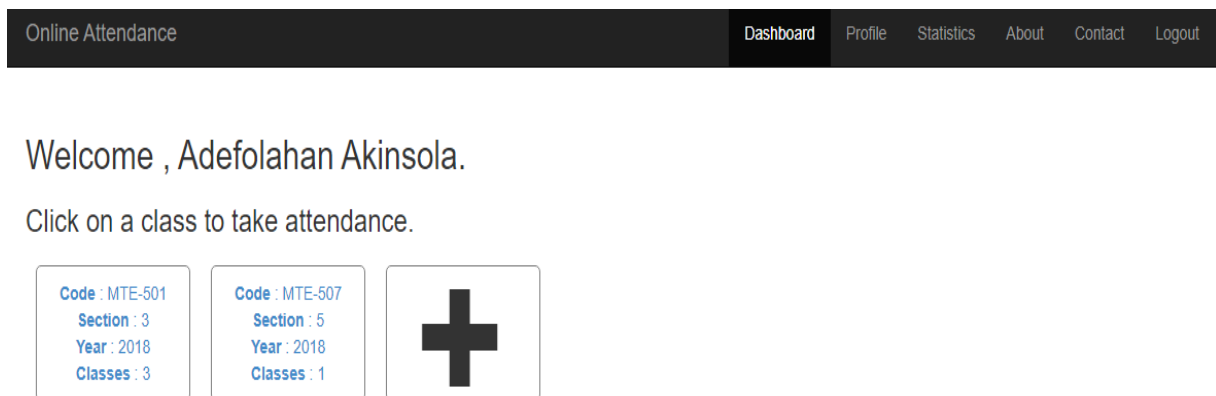 Online Attendance Dashboard Profile Statistics About Contact Logout
Welcome , Adefolahan Akinsola.
Click on a class to take attendance.
Code : MTE-501
Section : 3
Year : 2018
Classes : 3
Code : MTE-507
Section : 5
Year : 2018
Classes : 1